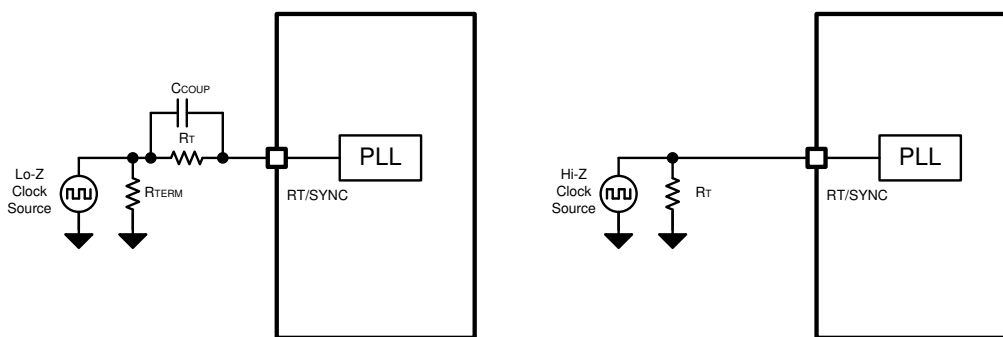 CCOUP
RT
PLL
Lo-Z
Clock
Source
RTERM
RT/SYNC
PLL
Hi-Z
Clock
Source
RT
RT/SYNC